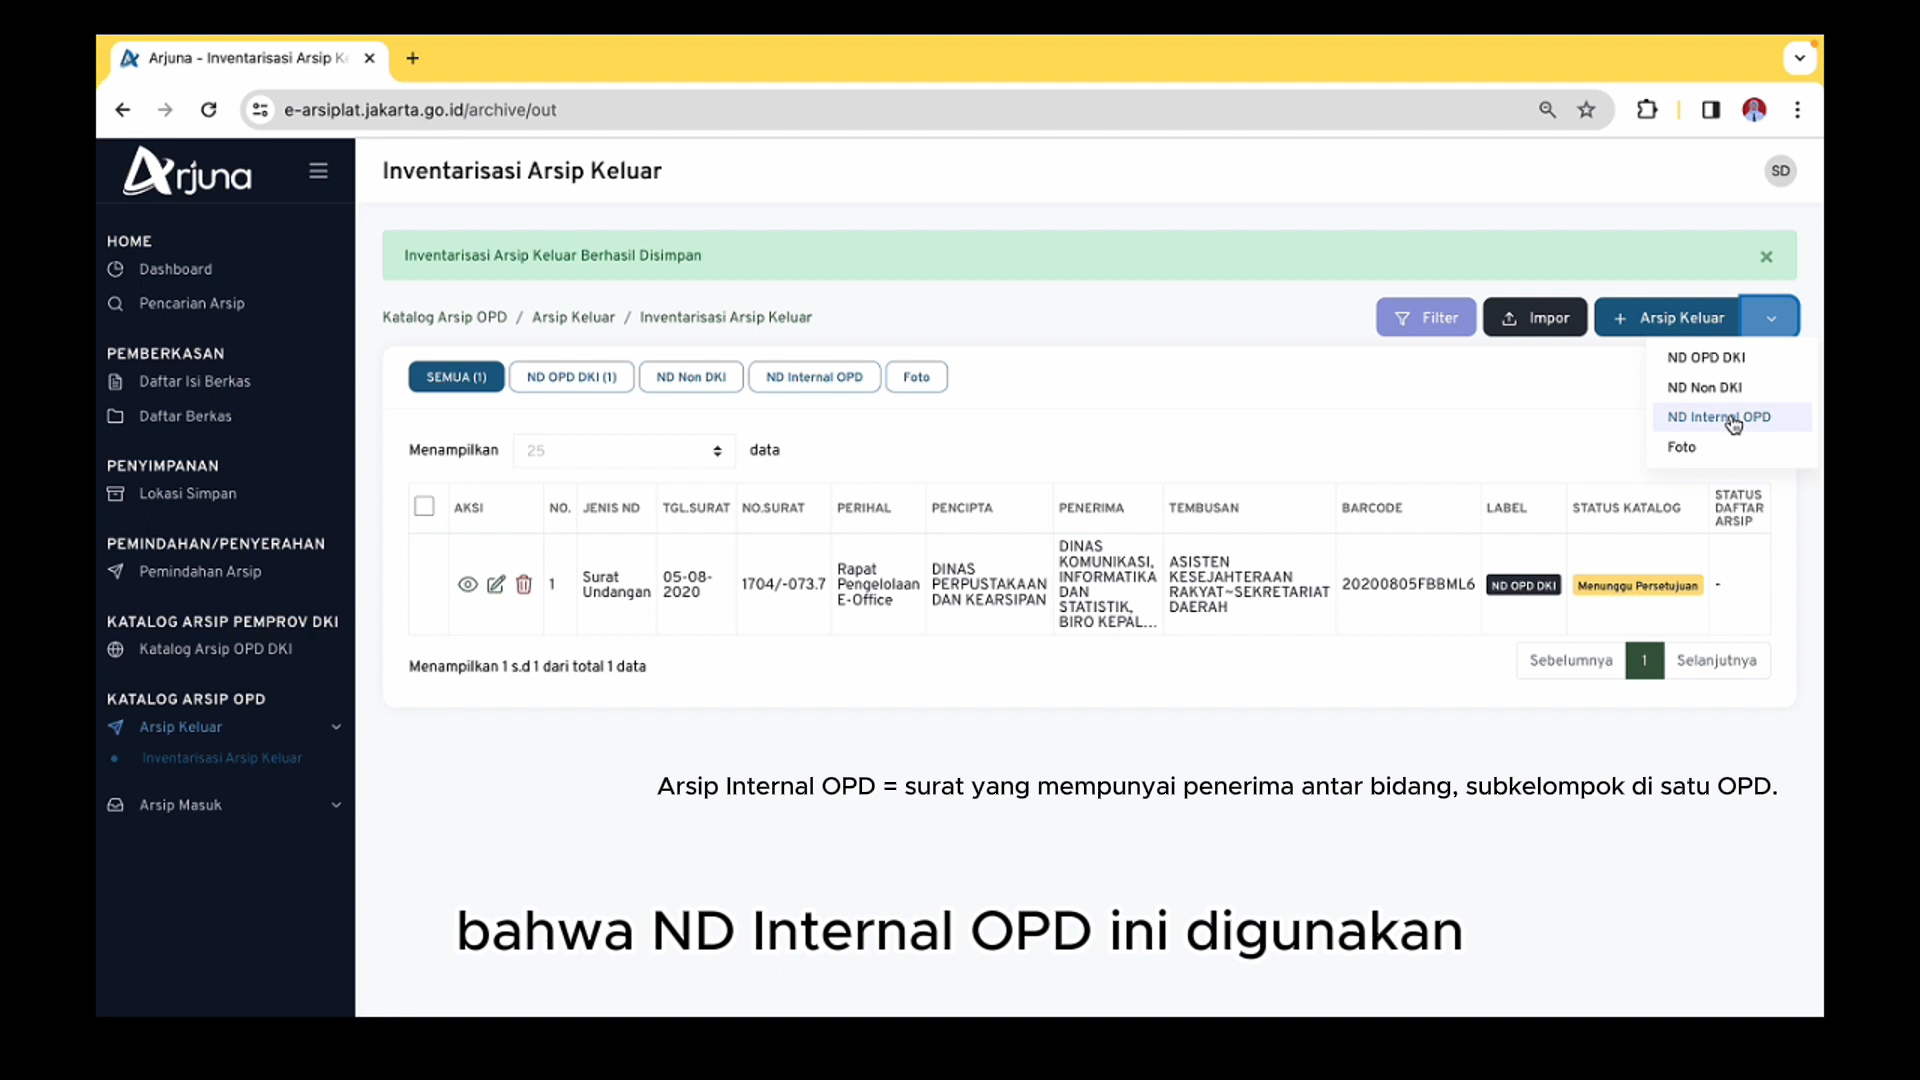 Arjuna - Inventarisasi Arsip K
e-arsiplat.jakarta.go.id/archive/out
Arjuna
Inventarisasi Arsip Keluar
SD
HOME
Dashboard
Pencarian Arsip
PEMBERKASAN
Daftar Isi Berkas
Daftar Berkas
PENYIMPANAN
Lokasi Simpan
PEMINDAHAN/PENYERAHAN
Pemindahan Arsip
KATALOG ARSIP PEMPROV DKI
Katalog Arsip OPD DKI
KATALOG ARSIP OPD
Arsip Keluar
Inventarisasi Arsip Keluar
Arsip Masuk
Inventarisasi Arsip Keluar Berhasil Disimpan
Katalog Arsip OPD / Arsip Keluar / Inventarisasi Arsip Keluar
Filter
Impor
+ Arsip Keluar
ND OPD DKI
ND Non DKI
ND Internal OPD
Foto
SEMUA (1)
ND OPD DKI (1)
ND Non DKI
ND Internal OPD
Foto
Menampilkan 25 data
AKSI NO. JENIS ND TGL.SURAT NO.SURAT PERIHAL PENCIPTA PENERIMA TEMBUSAN BARCODE LABEL STATUS KATALOG
STATUS
DAFTAR
ARSIP
1
Surat
Undangan
05-08-
2020
1704/-073.7
Rapat
Pengelolaan
E-Office
DINAS
PERPUSTAKAAN
DAN KEARSIPAN
DINAS
KOMUNIKASI,
INFORMATIKA
DAN
STATISTIK,
BIRO KEPAL...
ASISTEN
KESEJAHTERAAN
RAKYAT~SEKRETARIAT
DAERAH
20200805FBBML6
ND OPD DKI
Menunggu Persetujuan
-
Menampilkan 1 s.d 1 dari total 1 data
Sebelumnya
1
Selanjutnya
Arsip Internal OPD = surat yang mempunyai penerima antar bidang, subkelompok di satu OPD.
bahwa ND Internal OPD ini digunakan